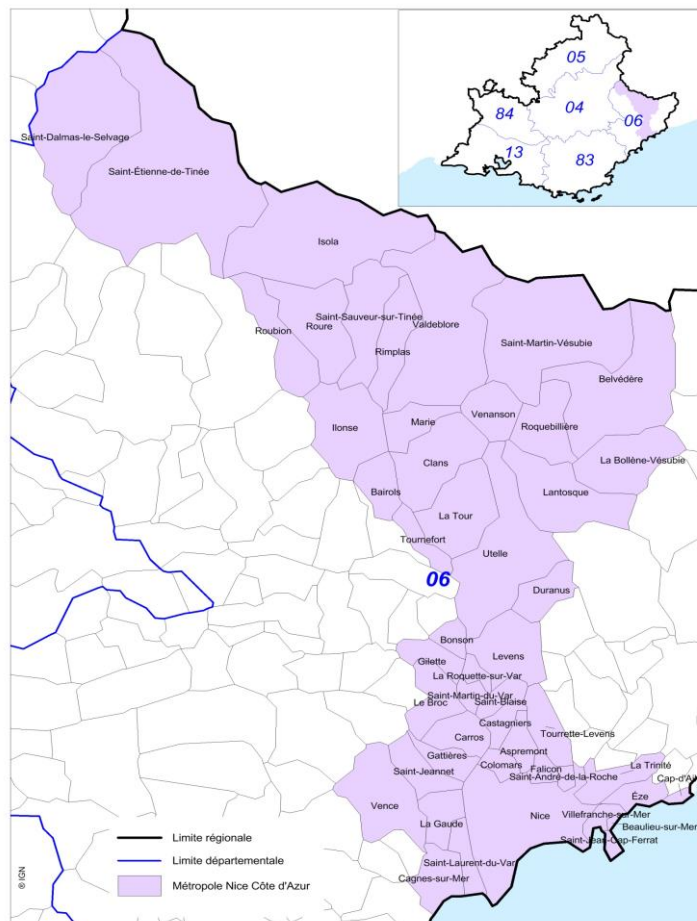 05
84
04
06
13
83
Saint-Dalmas-le-Selvage
Saint-Étienne-de-Tinée
Isola
Saint-Sauveur-sur-Tinée
Roubion
Roure
Valdeblore
Rimplas
Saint-Martin-Vésubie
Belvédère
Ilonse
Marie
Venanson
Roquebillière
Clans
La Bollène-Vésubie
Bairols
Lantosque
La Tour
Tournefort
Utelle
06
Duranus
Bonson
Levens
Gilette
La Roquette-sur-Var
Saint-Martin-du-Var
Saint-Blaise
Le Broc
Castagniers
Carros
Tourrette-Levens
Aspremont
Gattières
Colomars
Falicon
La Trinité
Saint-Jeannet
Saint-André-de-la-Roche
Cap-d'Ail
Èze
Vence
La Gaude
Nice
Villefranche-sur-Mer
Beaulieu-sur-Mer
Saint-Jean-Cap-Ferrat
Saint-Laurent-du-Var
Cagnes-sur-Mer
Limite régionale
Limite départementale
Métropole Nice Côte d'Azur
© IGN